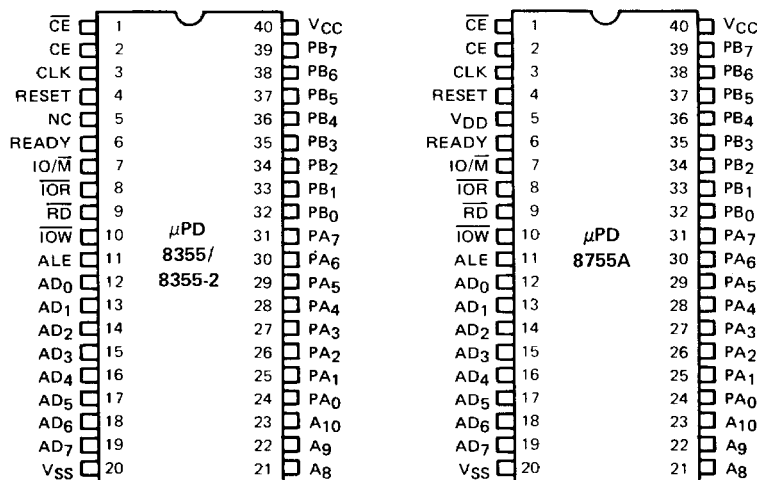 C̅E̅ 1 40 VCC
CE 2 39 PB7
CLK 3 38 PB6
RESET 4 37 PB5
NC 5 36 PB4
READY 6 35 PB3
IO/M̅ 7 34 PB2
I̅O̅R̅ 8 33 PB1
R̅D̅ 9 32 PB0
I̅O̅W̅ 10 31 PA7
ALE 11 30 PA6
AD0 12 29 PA5
AD1 13 28 PA4
AD2 14 27 PA3
AD3 15 26 PA2
AD4 16 25 PA1
AD5 17 24 PA0
AD6 18 23 A10
AD7 19 22 A9
VSS 20 21 A8
μPD
8355/
8355-2
C̅E̅ 1 40 VCC
CE 2 39 PB7
CLK 3 38 PB6
RESET 4 37 PB5
VDD 5 36 PB4
READY 6 35 PB3
IO/M̅ 7 34 PB2
I̅O̅R̅ 8 33 PB1
R̅D̅ 9 32 PB0
I̅O̅W̅ 10 31 PA7
ALE 11 30 PA6
AD0 12 29 PA5
AD1 13 28 PA4
AD2 14 27 PA3
AD3 15 26 PA2
AD4 16 25 PA1
AD5 17 24 PA0
AD6 18 23 A10
AD7 19 22 A9
VSS 20 21 A8
μPD
8755A